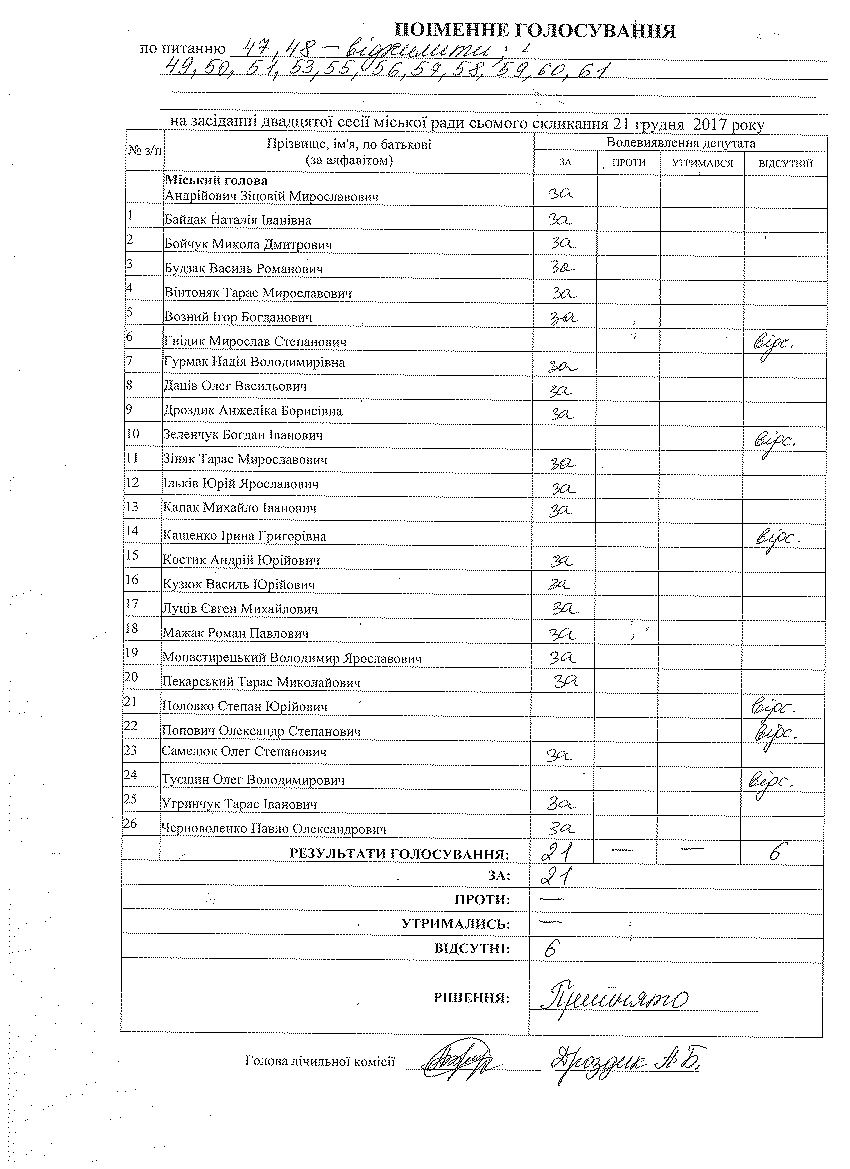 ПОІМЕННЕ ГОЛОСУВАННЯ
по питанню 47, 48 – відхилити;
49, 50, 51, 53, 55, 56, 59, 58, 59, 60, 61
на засіданні двадцятої сесії міської ради сьомого скликання 21 грудня 2017 року
№ з/п Прізвище, ім'я, по батькові (за алфавітом) Волевиявлення депутата
ЗА ПРОТИ УТРИМАВСЯ ВІДСУТНІЙ
Міський голова
Андрійович Зіновій Мирославович за
1 Байдак Наталія Іванівна за
2 Бойчук Микола Дмитрович за
3 Будзак Василь Романович за
4 Вінтоняк Тарас Мирославович за
5 Возний Ігор Богданович за
6 Гнідик Мирослав Степанович відс.
7 Гурмак Надія Володимирівна за
8 Даців Олег Васильович за
9 Дроздик Анжеліка Борисівна за
10 Зеленчук Богдан Іванович відс.
11 Зіняк Тарас Мирославович за
12 Ільків Юрій Ярославович за
13 Капак Михайло Іванович за
14 Кащенко Ірина Григорівна відс.
15 Костик Андрій Юрійович за
16 Кузюк Василь Юрійович за
17 Луців Євген Михайлович за
18 Мажак Роман Павлович за
19 Монастирецький Володимир Ярославович за
20 Пекарський Тарас Миколайович за
21 Половко Степан Юрійович відс.
22 Попович Олександр Степанович відс.
23 Самелюк Олег Степанович за
24 Тусщин Олег Володимирович відс.
25 Угринчук Тарас Іванович за
26 Черноволенко Павло Олександрович за
РЕЗУЛЬТАТИ ГОЛОСУВАННЯ: 21 — — 6
ЗА: 21
ПРОТИ: —
УТРИМАЛИСЬ: —
ВІДСУТНІ: 6
РІШЕННЯ: Прийнято
Голова лічильної комісії Дроздик А.Б.